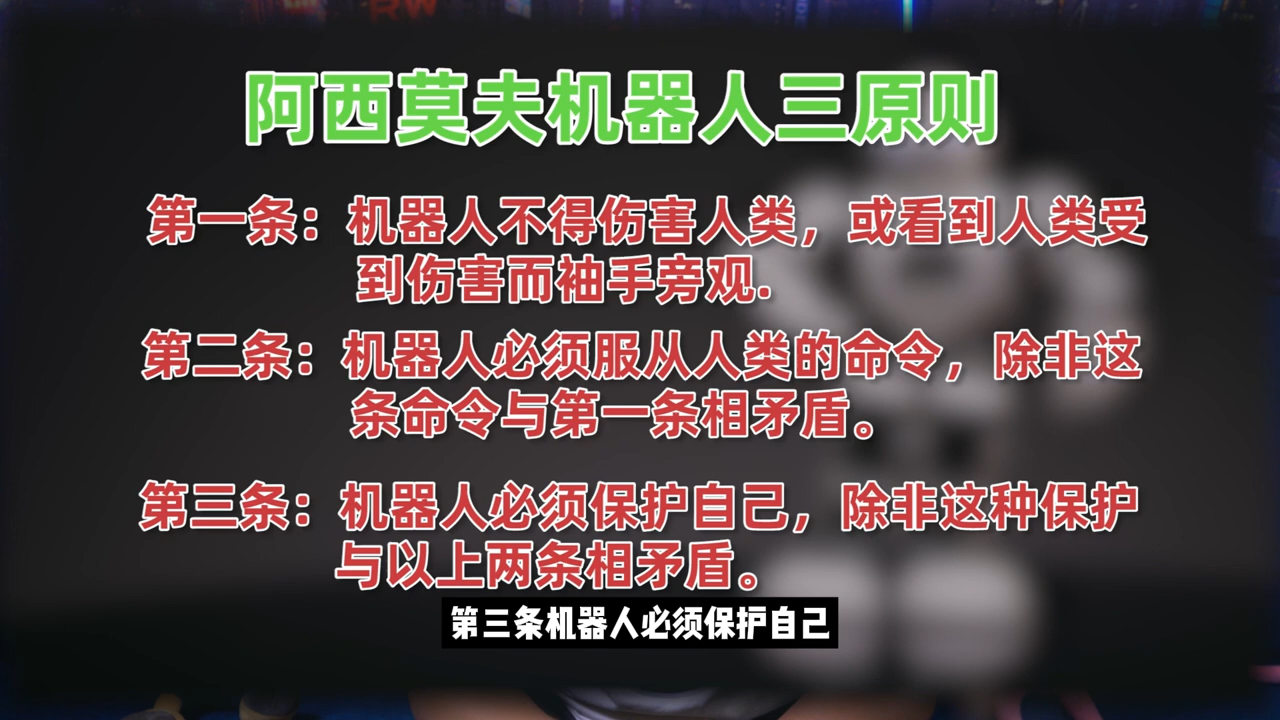 RW
阿西莫夫机器人三原则
第一条：机器人不得伤害人类，或看到人类受
到伤害而袖手旁观.
第二条：机器人必须服从人类的命令，除非这
条命令与第一条相矛盾。
第三条：机器人必须保护自己，除非这种保护
与以上两条相矛盾。
第三条机器人必须保护自己